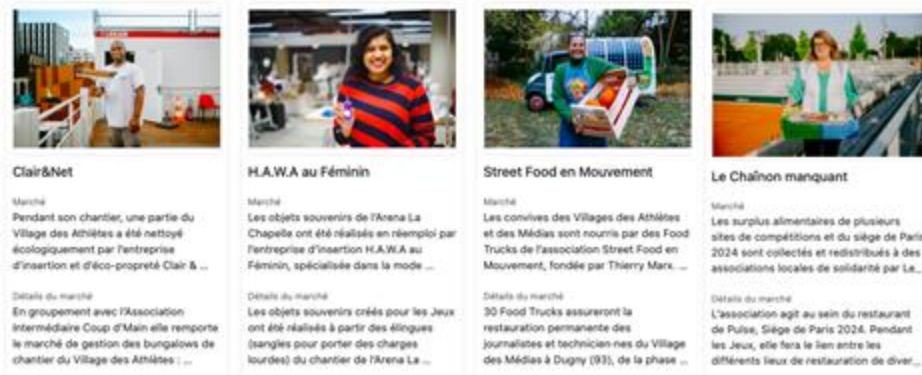 Clair&Net
Marché
Pendant son chantier, une partie du
Village des Athlètes a été nettoyé
écologiquement par l'entreprise
d'insertion et d'éco-propreté Clair & ...
Détails du marché
En groupement avec l'Association
Intermédiaire Coup d'Main elle remporte
le marché de gestion des bungalows de
chantier du Village des Athlètes : ...
H.A.W.A au Féminin
Marché
Les objets souvenirs de l'Arena La
Chapelle ont été réalisés en réemploi par
l'entreprise d'insertion H.A.W.A au
Féminin, spécialisée dans la mode ...
Détails du marché
Les objets souvenirs créés pour les Jeux
ont été réalisés à partir des élingues
(sangles pour porter des charges
lourdes) du chantier de l'Arena La ...
Street Food en Mouvement
Marché
Les convives des Villages des Athlètes
et des Médias sont nourris par des Food
Trucks de l'association Street Food en
Mouvement, fondée par Thierry Marx. ...
Détails du marché
30 Food Trucks assureront la
restauration permanente des
journalistes et technicien·nes du Village
des Médias à Dugny (93), de la phase ...
Le Chaînon manquant
Marché
Les surplus alimentaires de plusieurs
sites de compétitions et du siège de Paris
2024 sont collectés et redistribués à des
associations locales de solidarité par Le...
Détails du marché
L'association agit au sein du restaurant
de Pulse, Siège de Paris 2024. Pendant
les Jeux, elle fera le lien entre les
différents lieux de restauration de diver...